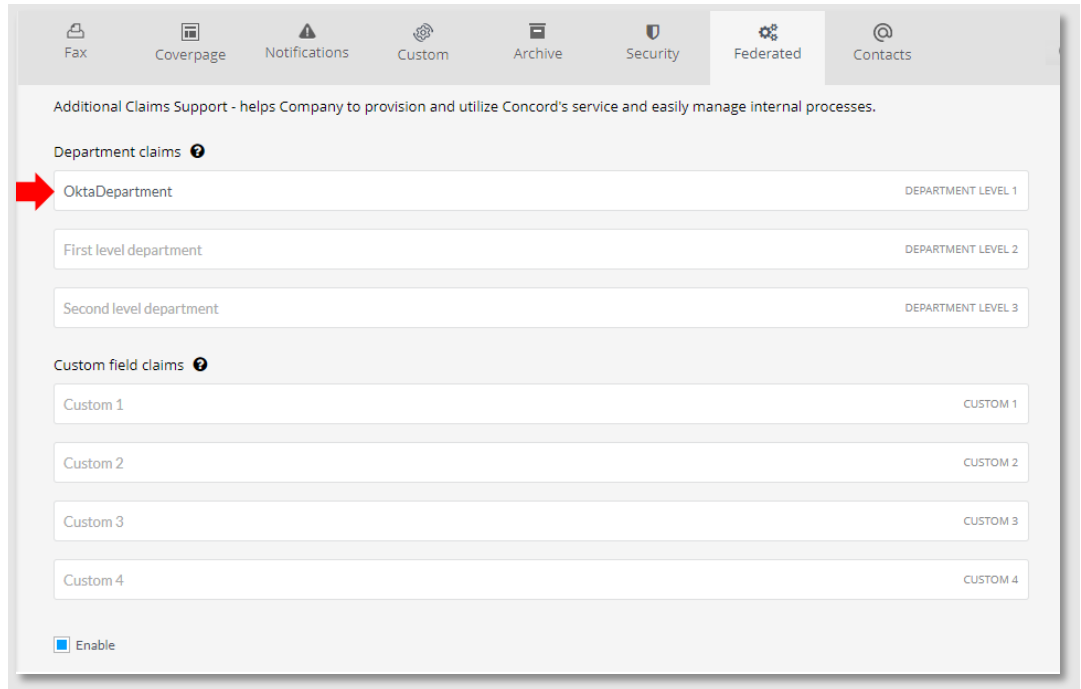 Fax Coverpage Notifications Custom Archive Security Federated Contacts
Additional Claims Support - helps Company to provision and utilize Concord's service and easily manage internal processes.
Department claims
OktaDepartment DEPARTMENT LEVEL 1
First level department DEPARTMENT LEVEL 2
Second level department DEPARTMENT LEVEL 3
Custom field claims
Custom 1 CUSTOM 1
Custom 2 CUSTOM 2
Custom 3 CUSTOM 3
Custom 4 CUSTOM 4
Enable